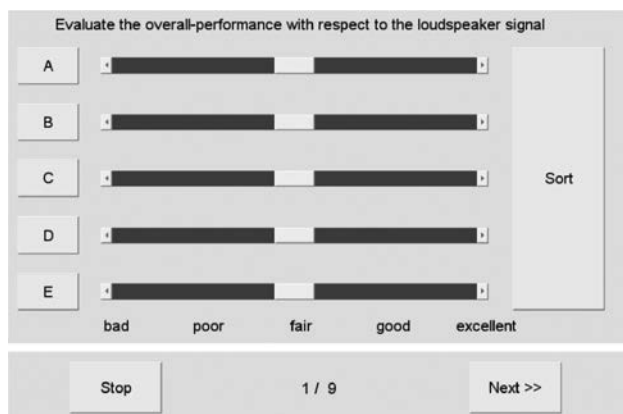 Evaluate the overall-performance with respect to the loudspeaker signal
A
B
C
Sort
D
E
bad poor fair good excellent
Stop 1 / 9 Next >>